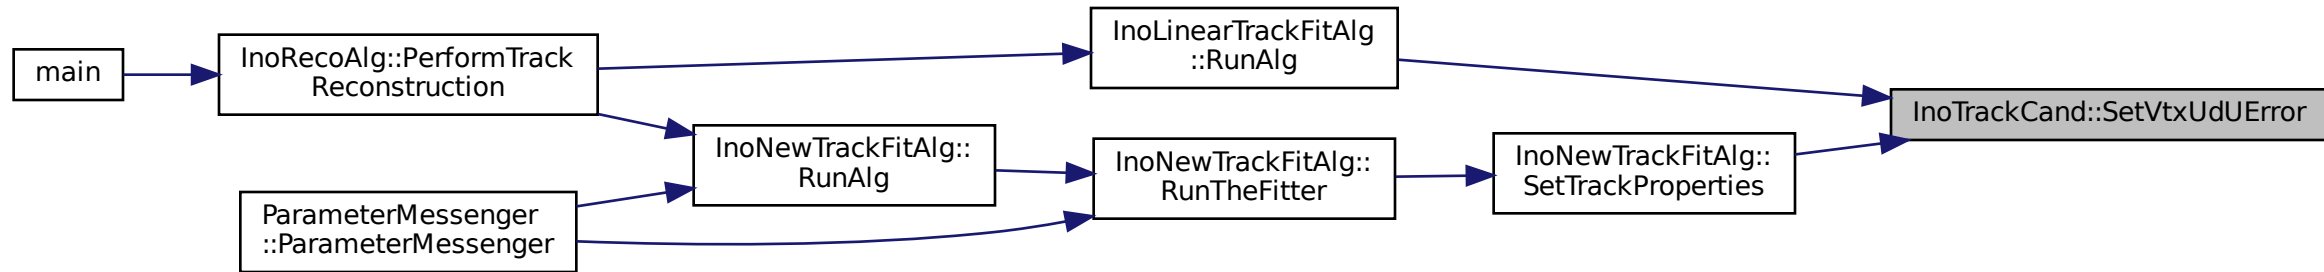 main
InoRecoAlg::PerformTrack
Reconstruction
ParameterMessenger
::ParameterMessenger
InoNewTrackFitAlg::
RunAlg
InoLinearTrackFitAlg
::RunAlg
InoNewTrackFitAlg::
RunTheFitter
InoNewTrackFitAlg::
SetTrackProperties
InoTrackCand::SetVtxUdUError